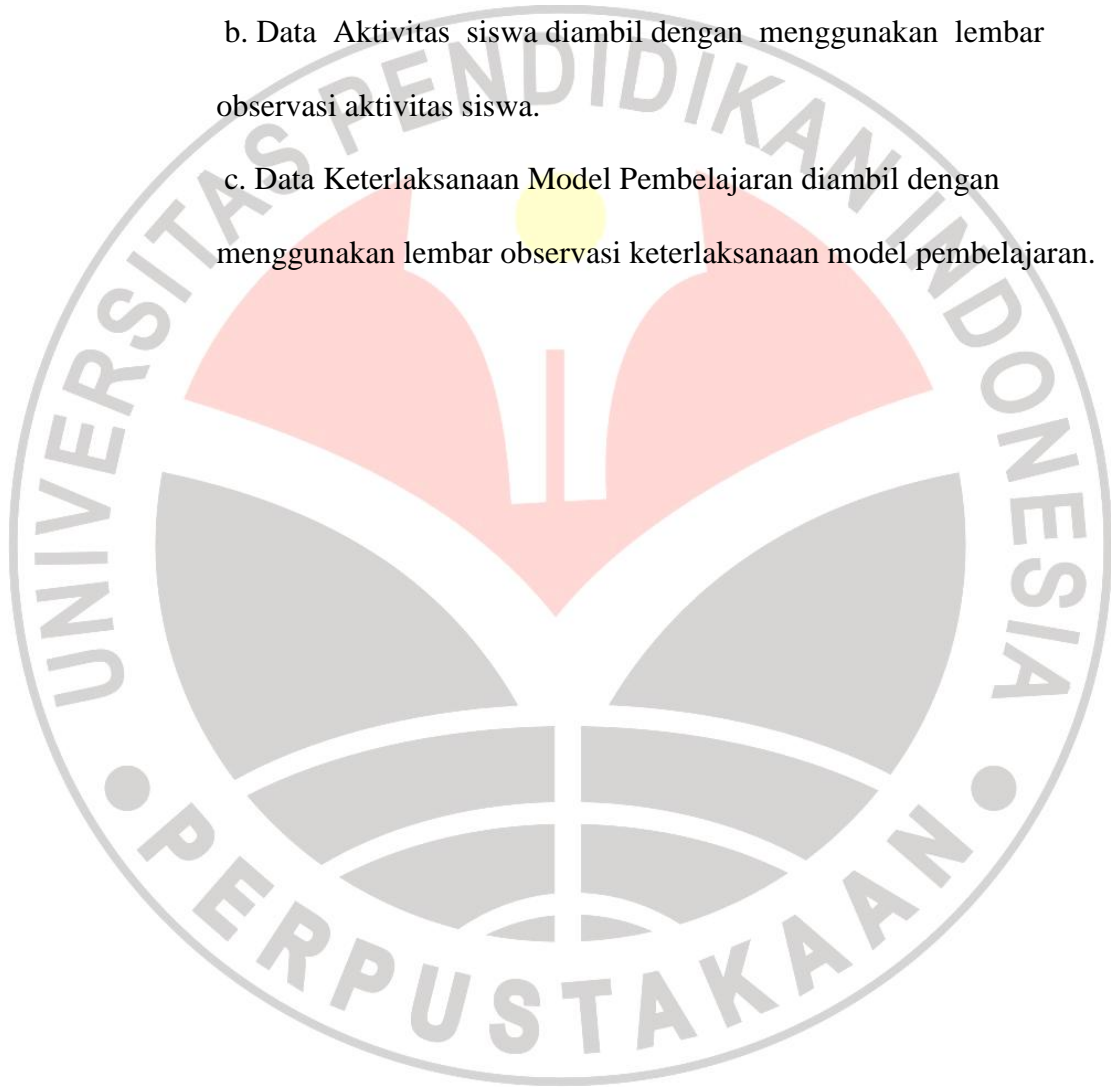 b. Data Aktivitas siswa diambil dengan menggunakan lembar
observasi aktivitas siswa.
c. Data Keterlaksanaan Model Pembelajaran diambil dengan
menggunakan lembar observasi keterlaksanaan model pembelajaran.
UNIVERSITAS PENDIDIKAN INDONESIA
PERPUSTAKAAN